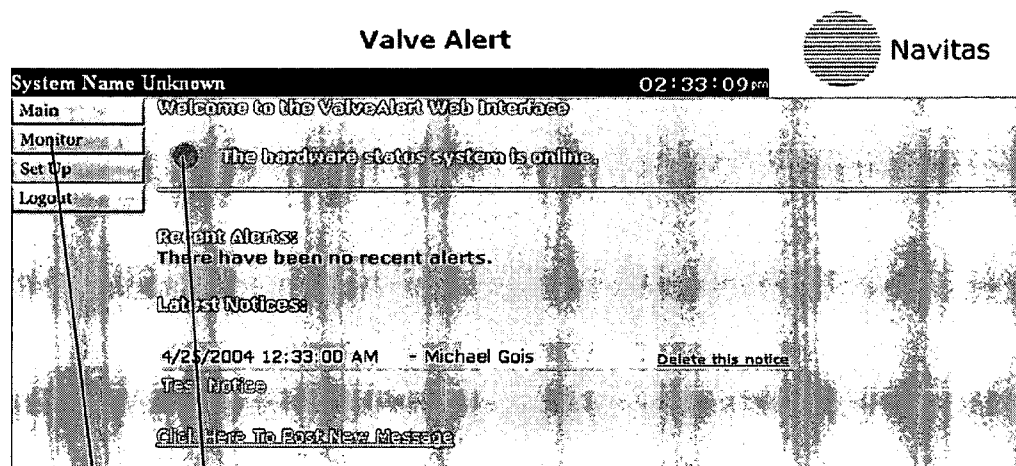 Valve Alert
Navitas
System Name Unknown 02:33:09 pm
Main
Welcome to the ValveAlert Web Interface
Monitor
The hardware status system is online.
Set Up
Logout
Recent Alerts:
There have been no recent alerts.
Latest Notices:
4/25/2004 12:33:00 AM - Michael Gois Delete this notice
Test Notice
Click Here To Post New Message